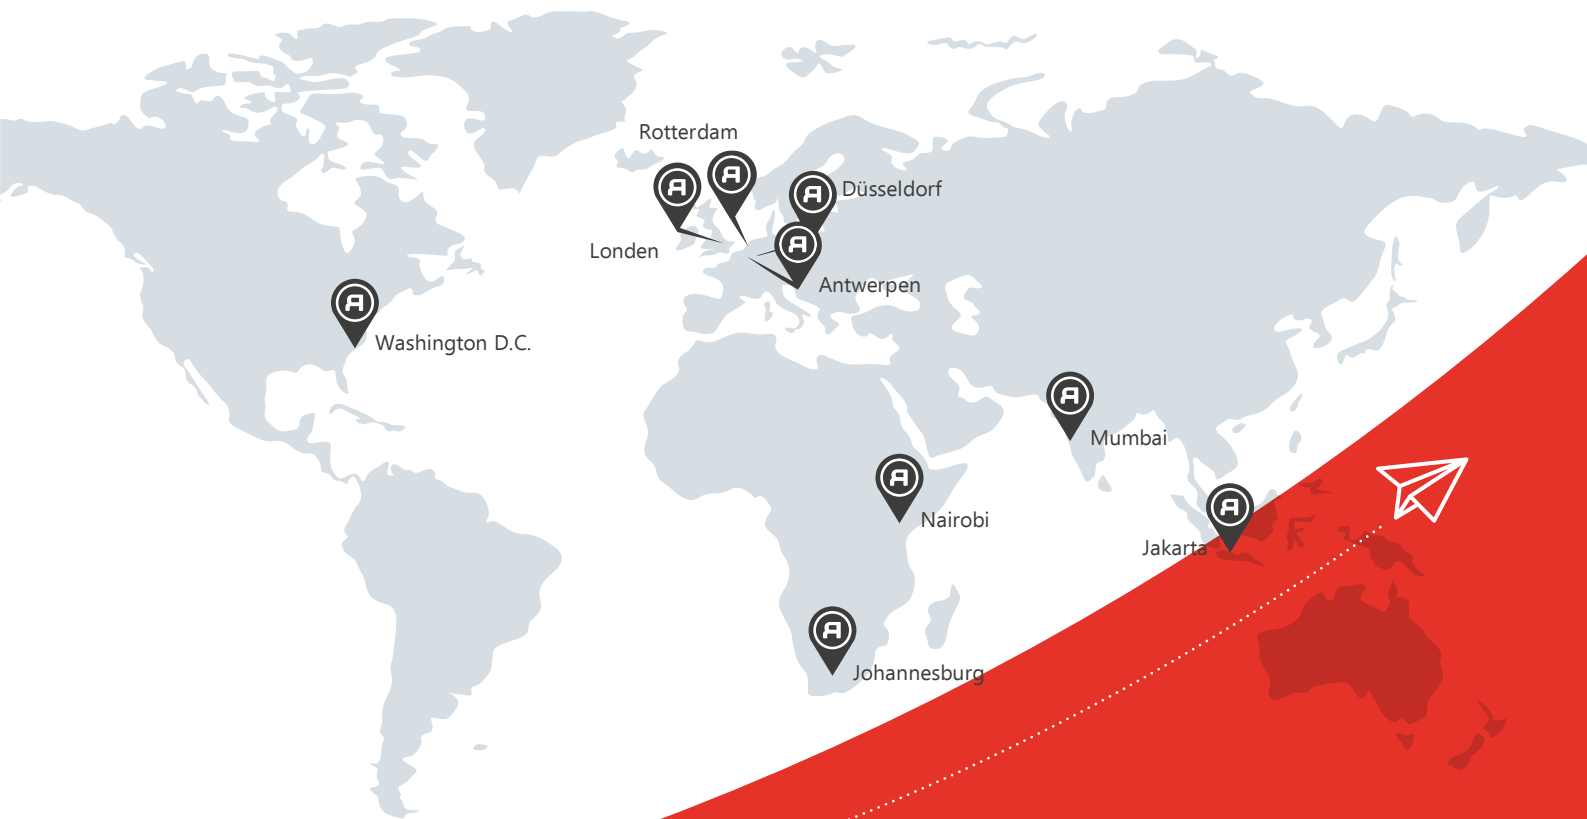 Rotterdam
Düsseldorf
Londen
Antwerpen
Washington D.C.
Mumbai
Nairobi
Jakarta
Johannesburg